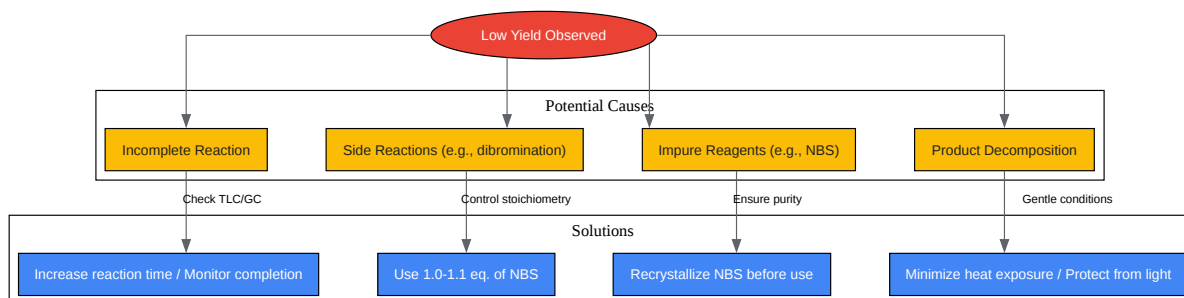 Low Yield Observed
Potential Causes
Incomplete Reaction
Side Reactions (e.g., dibromination)
Impure Reagents (e.g., NBS)
Product Decomposition
Check TLC/GC
Control stoichiometry
Ensure purity
Gentle conditions
Solutions
Increase reaction time / Monitor completion
Use 1.0-1.1 eq. of NBS
Recrystallize NBS before use
Minimize heat exposure / Protect from light